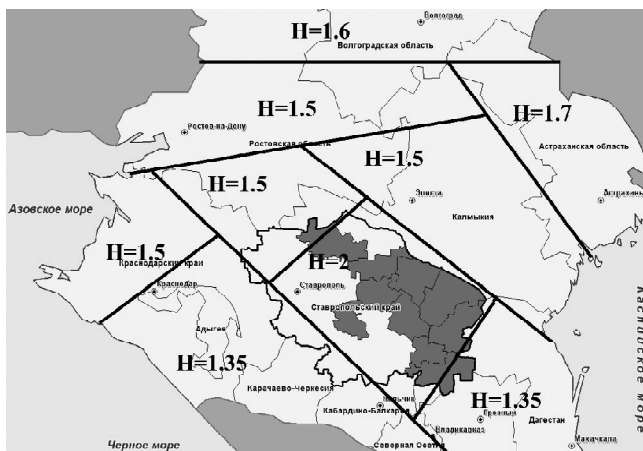 Волгоград
H=1.6
Волгоградская область
H=1.5
H=1.7
Ростов-на-Дону
Ростовская область
H=1.5
Астраханская область
H=1.5
Элиста
Астрахань
Азовское море
Калмыкия
H=1.5
Краснодарский край
H=2
Краснодар
Ставрополь
Ставропольский край
Каспийское море
Адыгея
H=1.35
Карачаево-Черкесия
H=1.35
Нальчик
Кабардино-Балкария
Грозный
Дагестан
Владикавказ
Черное море
Северная Осетия
Махачкала